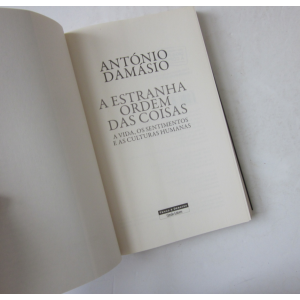 ANTÓNIO
DAMÁSIO
A ESTRANHA
ORDEM
DAS COISAS
A VIDA, OS SENTIMENTOS
E AS CULTURAS HUMANAS